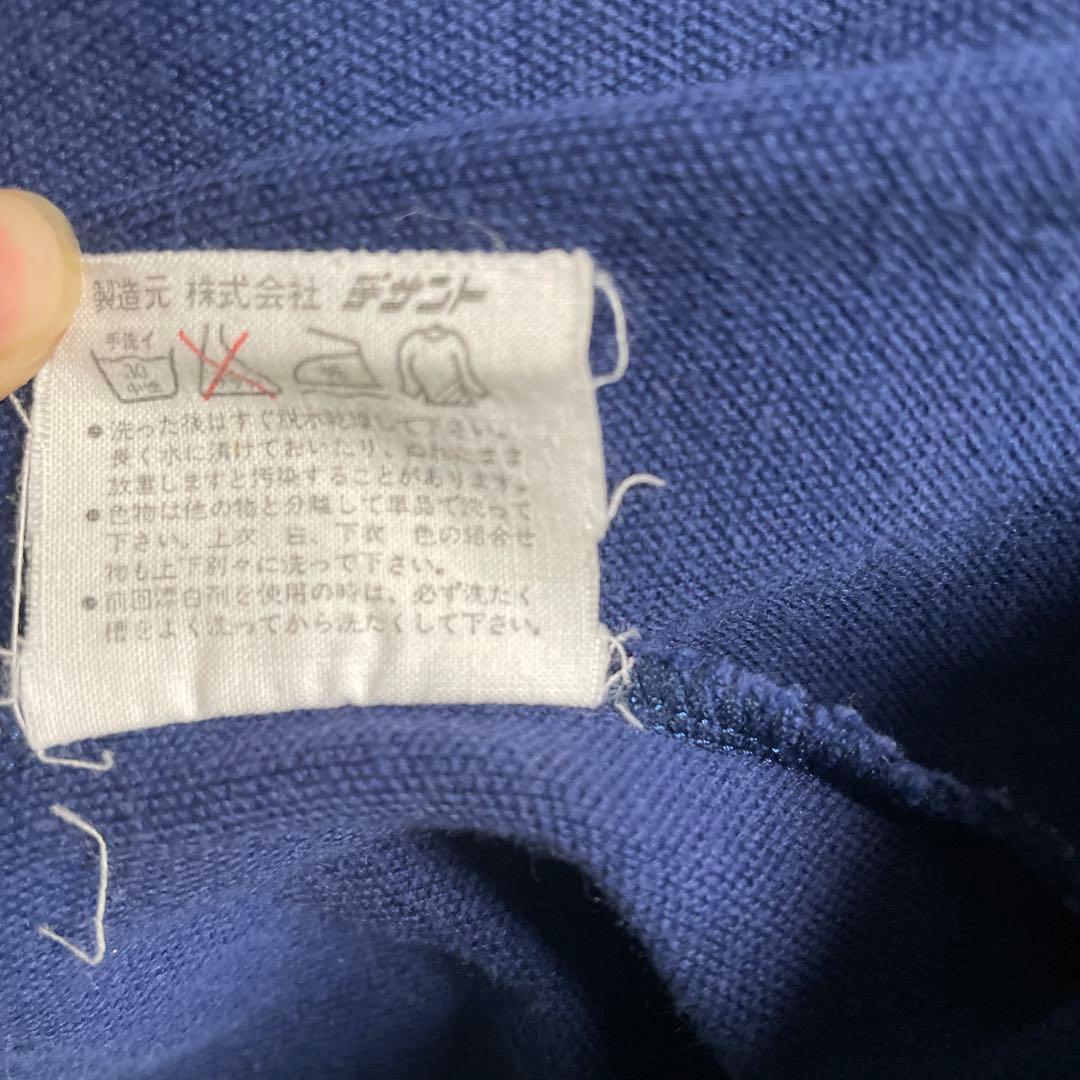 製造元 株式会社 デサント
手洗イ
30
中性
● 洗った後はすぐ脱水乾燥して下さい。
長く水に漬けておいたり、ぬれたまま
放置しますと汚染することがあります。
● 色物は他の物と分離して単品で洗って
下さい。上衣 白、下衣 色の組合せ
物も上下別々に洗って下さい。
● 前回漂白剤を使用の時は、必ず洗たく
槽をよく洗ってから洗たくして下さい。